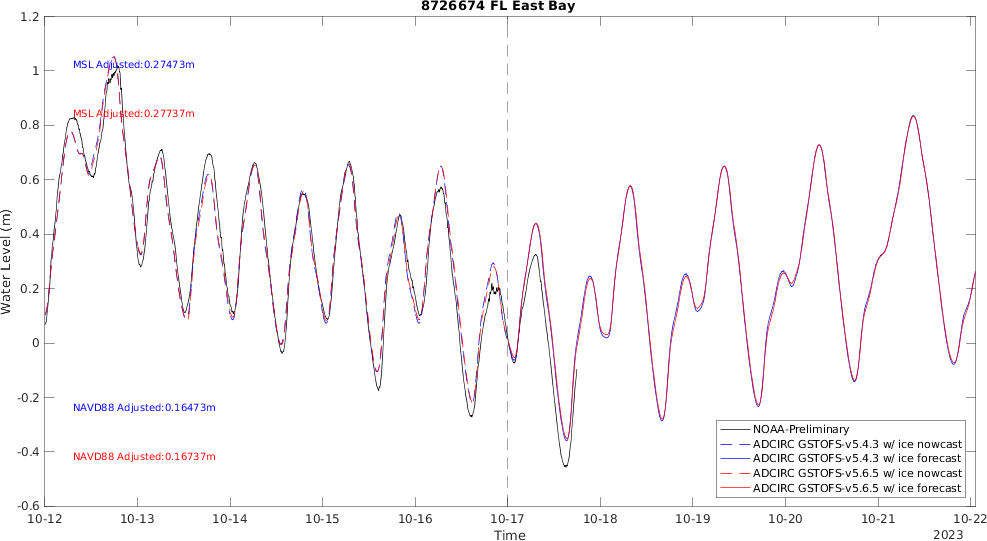 8726674 FL East Bay
1.2
1
0.8
0.6
0.4
0.2
0
-0.2
-0.4
-0.6
Water Level (m)
MSL Adjusted:0.27473m
MSL Adjusted:0.27737m
NAVD88 Adjusted:0.16473m
NAVD88 Adjusted:0.16737m
NOAA-Preliminary
ADCIRC GSTOFS-v5.4.3 w/ ice nowcast
ADCIRC GSTOFS-v5.4.3 w/ ice forecast
ADCIRC GSTOFS-v5.6.5 w/ ice nowcast
ADCIRC GSTOFS-v5.6.5 w/ ice forecast
10-12 10-13 10-14 10-15 10-16 10-17 10-18 10-19 10-20 10-21 10-22
Time
2023